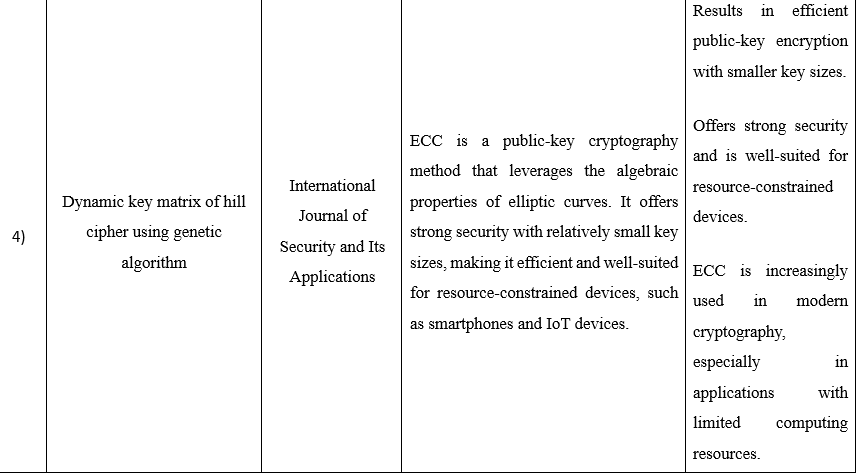 4)
Dynamic key matrix of hill
cipher using genetic
algorithm
International
Journal of
Security and Its
Applications
ECC is a public-key cryptography
method that leverages the algebraic
properties of elliptic curves. It offers
strong security with relatively small key
sizes, making it efficient and well-suited
for resource-constrained devices, such
as smartphones and IoT devices.
Results in efficient
public-key encryption
with smaller key sizes.
Offers strong security
and is well-suited for
resource-constrained
devices.
ECC is increasingly
used in modern
cryptography,
especially in
applications with
limited computing
resources.